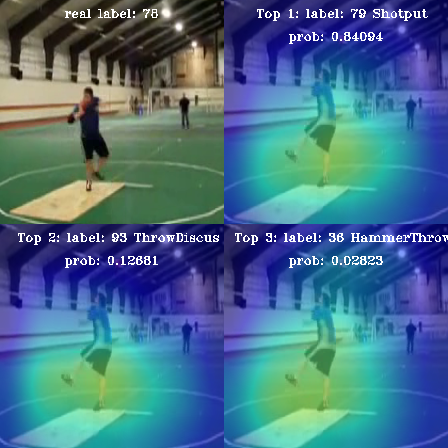 real label: 78
Top 1: label: 79 Shotput
prob: 0.84094
Top 2: label: 93 ThrowDiscus
prob: 0.12681
Top 3: label: 36 HammerThrow
prob: 0.02823